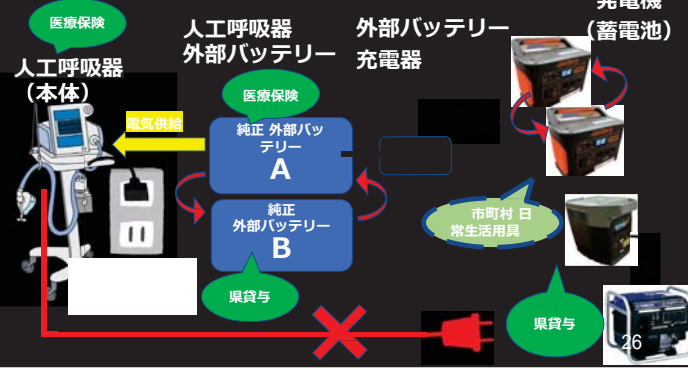 医療保険
人工呼吸器
（本体）
人工呼吸器
外部バッテリー
外部バッテリー
充電器
発電機
（蓄電池）
医療保険
電気供給
純正 外部バッ
テリー
A
純正
外部バッテリー
B
市町村 日
常生活用具
県貸与
県貸与
26